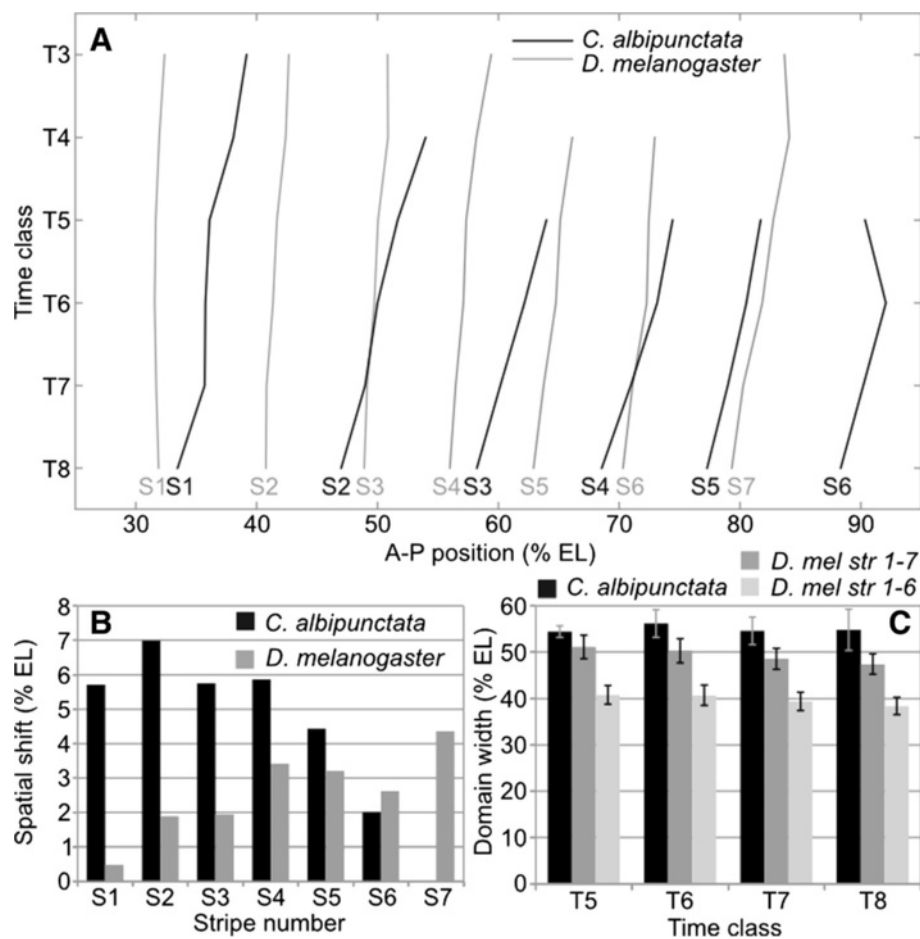 A
C. albipunctata
D. melanogaster
Time class
T3
T4
T5
T6
T7
T8
S1 S1 S2 S2 S3 S4 S3 S5 S4 S6 S5 S7 S6
30 40 50 60 70 80 90
A-P position (% EL)
B
C. albipunctata
D. melanogaster
Spatial shift (% EL)
8
7
6
5
4
3
2
1
0
S1 S2 S3 S4 S5 S6 S7
Stripe number
C. albipunctata
D. mel str 1-7
D. mel str 1-6
C
Domain width (% EL)
60
50
40
30
20
10
0
T5 T6 T7 T8
Time class